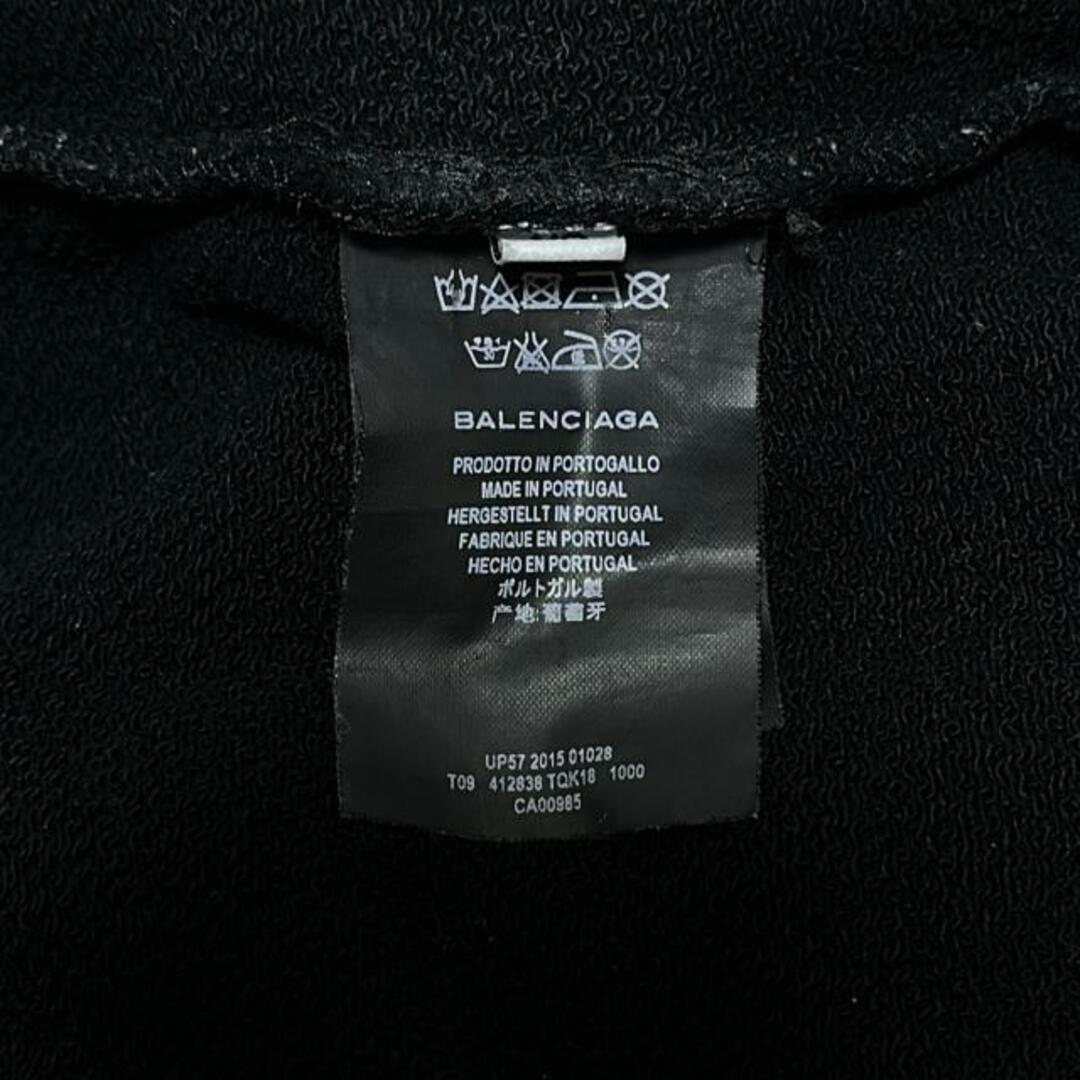 BALENCIAGA
PRODOTTO IN PORTOGALLO
MADE IN PORTUGAL
HERGESTELLT IN PORTUGAL
FABRIQUE EN PORTUGAL
HECHO EN PORTUGAL
ポルトガル製
产地:葡萄牙
UP57 2015 01028
T09 412838 TQK18 1000
CA00985